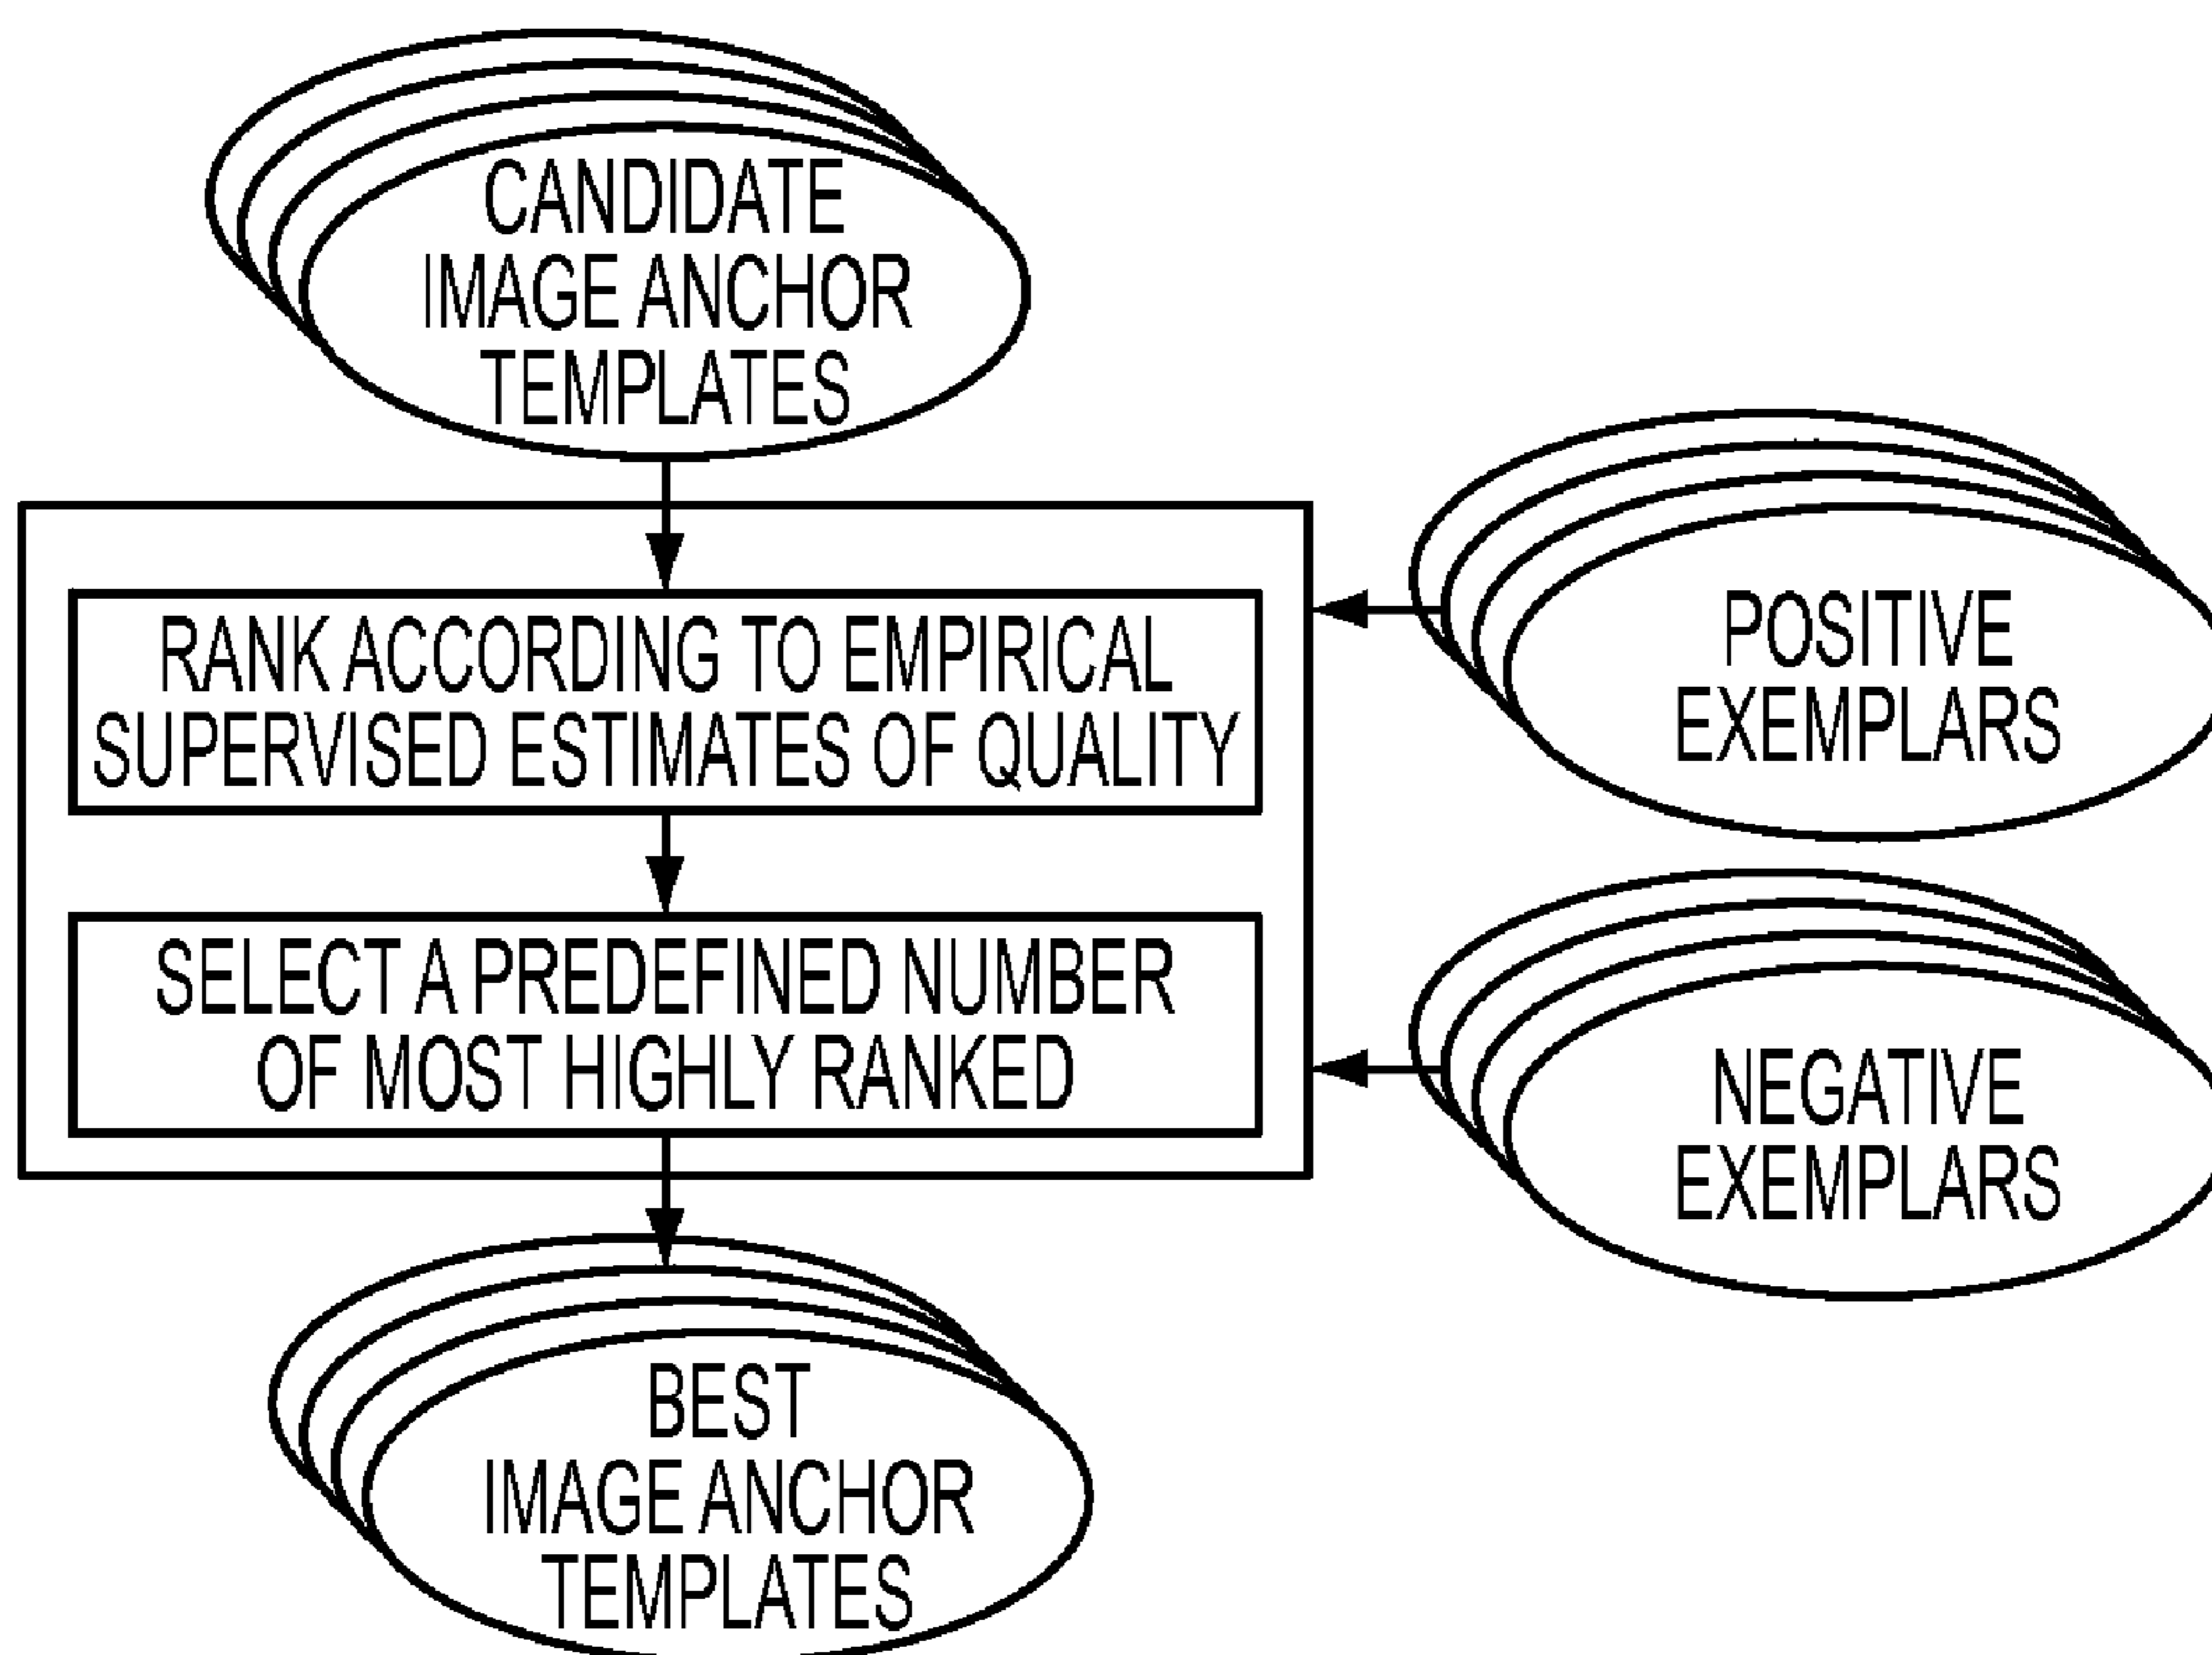 CANDIDATE
IMAGE ANCHOR
TEMPLATES
RANK ACCORDING TO EMPIRICAL
SUPERVISED ESTIMATES OF QUALITY
SELECT A PREDEFINED NUMBER
OF MOST HIGHLY RANKED
POSITIVE
EXEMPLARS
NEGATIVE
EXEMPLARS
BEST
IMAGE ANCHOR
TEMPLATES